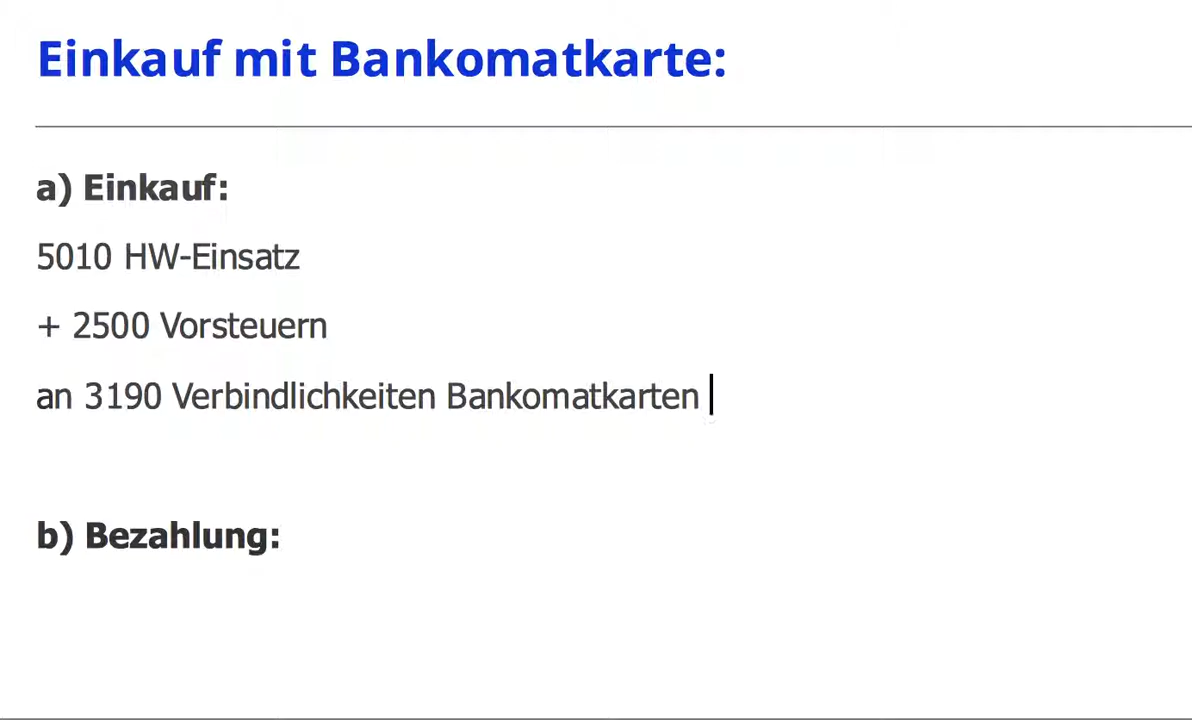 Einkauf mit Bankomatkarte:
a) Einkauf:
5010 HW-Einsatz
+ 2500 Vorsteuern
an 3190 Verbindlichkeiten Bankomatkarten
b) Bezahlung: